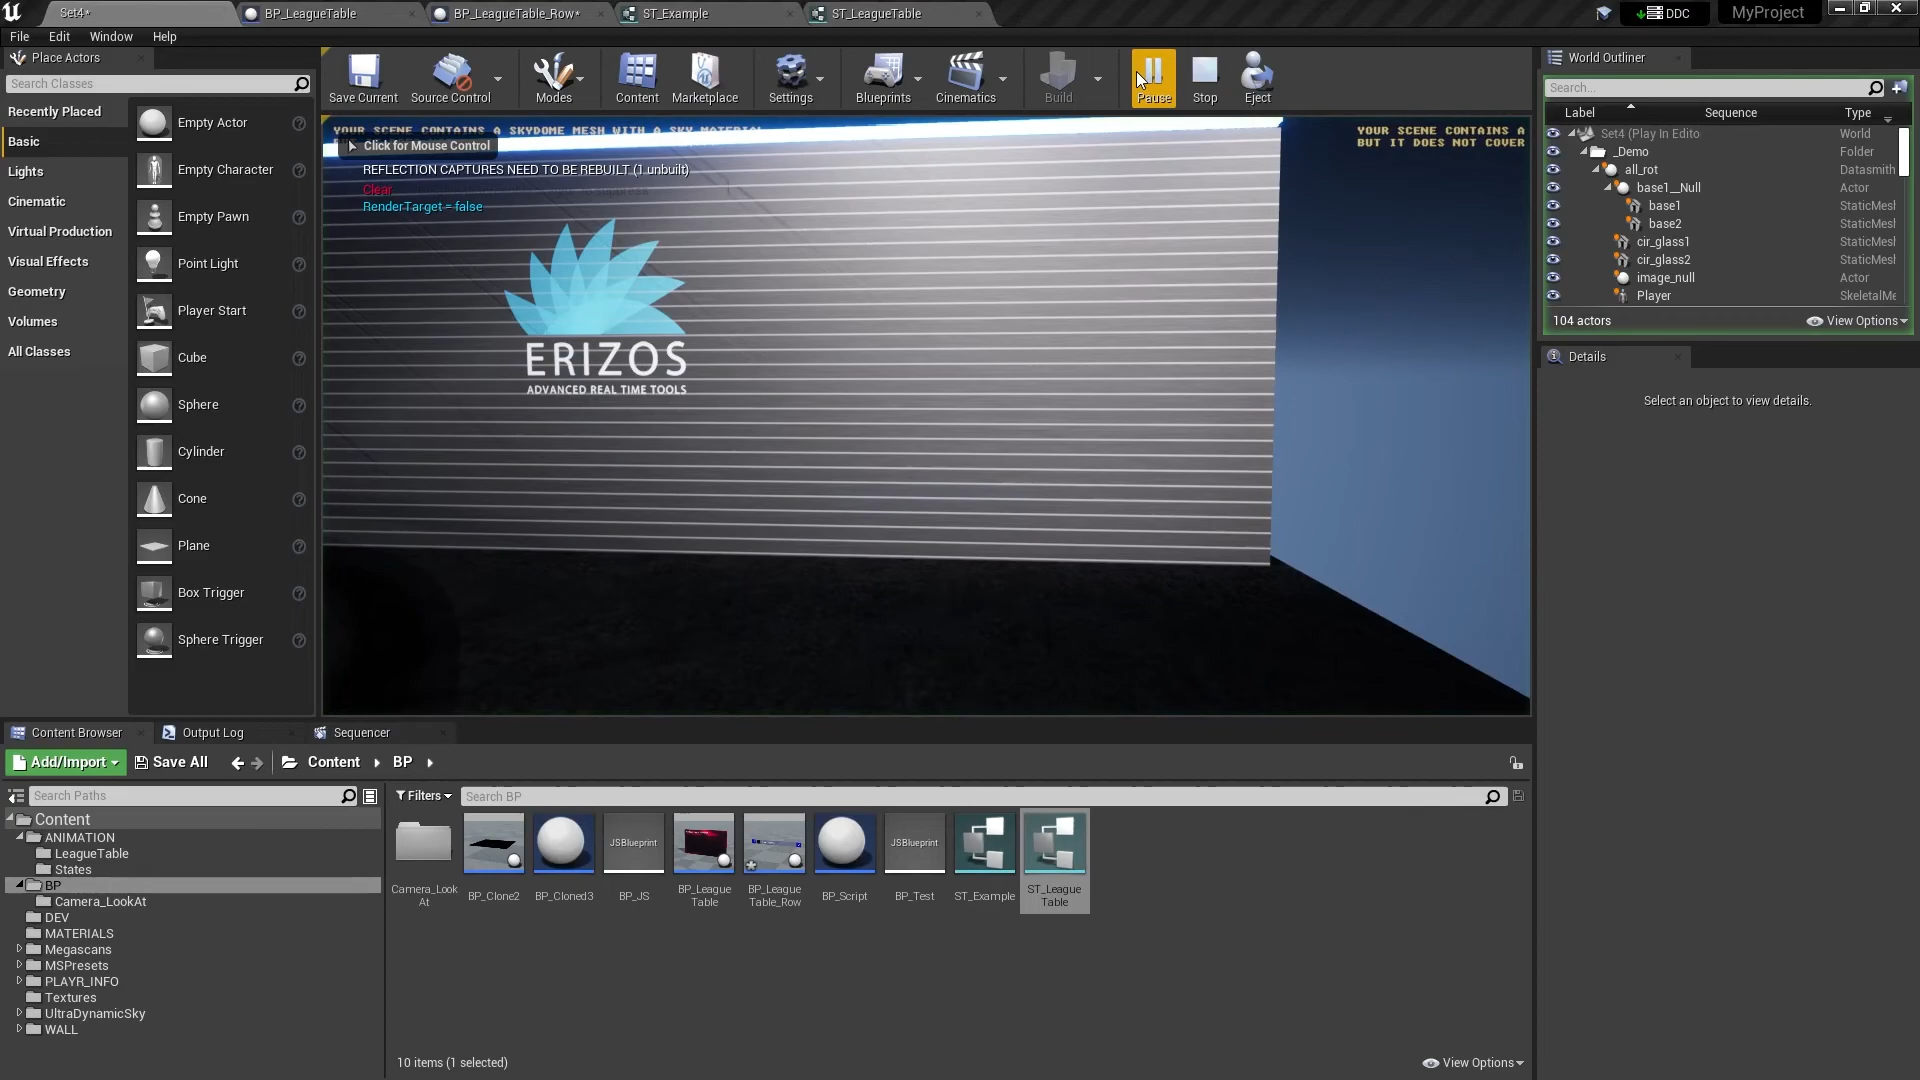 Set4*
BP_LeagueTable
BP_LeagueTable_Row*
ST_Example
ST_LeagueTable
DDC
MyProject
File
Edit
Window
Help
Place Actors
Search Classes
Recently Placed
Basic
Lights
Cinematic
Virtual Production
Visual Effects
Geometry
Volumes
All Classes
Empty Actor
Empty Character
Empty Pawn
Point Light
Player Start
Cube
Sphere
Cylinder
Cone
Plane
Box Trigger
Sphere Trigger
Save Current
Source Control
Modes
Content
Marketplace
Settings
Blueprints
Cinematics
Build
Pause
Stop
Eject
YOUR SCENE CONTAINS A SKYDOME MESH WITH A SKY MATERIAL
Click for Mouse Control
REFLECTION CAPTURES NEED TO BE REBUILT (1 unbuilt)
Clear
RenderTarget = false
YOUR SCENE CONTAINS A
BUT IT DOES NOT COVER
ERIZOS
ADVANCED REAL TIME TOOLS
World Outliner
Search...
Label
Sequence
Type
Set4 (Play In Edito
World
_Demo
Folder
all_rot
Datasmith
base1__Null
Actor
base1
StaticMesh
base2
StaticMesh
cir_glass1
StaticMesh
cir_glass2
StaticMesh
image_null
Actor
Player
SkeletalMe
104 actors
View Options
Details
Select an object to view details.
Content Browser
Output Log
Sequencer
Add/Import
Save All
Content
BP
Search Paths
Filters
Search BP
Content
ANIMATION
LeagueTable
States
BP
Camera_LookAt
DEV
MATERIALS
Megascans
MSPresets
PLAYR_INFO
Textures
UltraDynamicSky
WALL
JSBlueprint
JSBlueprint
Camera_Look
At
BP_Clone2
BP_Cloned3
BP_JS
BP_League
Table
BP_League
Table_Row
BP_Script
BP_Test
ST_Example
ST_League
Table
10 items (1 selected)
View Options